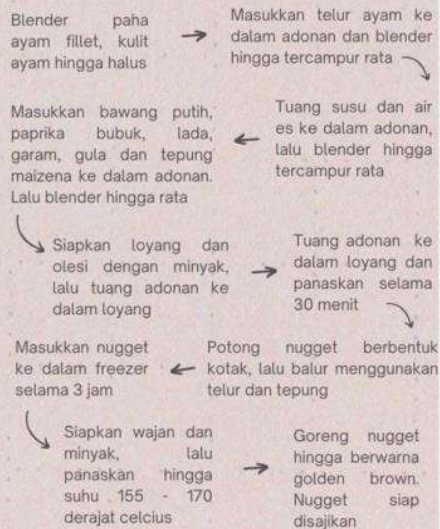 Blender paha
ayam fillet, kulit
ayam hingga halus
Masukkan telur ayam ke
dalam adonan dan blender
hingga tercampur rata
Tuang susu dan air
es ke dalam adonan,
lalu blender hingga
tercampur rata
Masukkan bawang putih,
paprika bubuk, lada,
garam, gula dan tepung
maizena ke dalam adonan.
Lalu blender hingga rata
Siapkan loyang dan
olesi dengan minyak,
lalu tuang adonan ke
dalam loyang
Tuang adonan ke
dalam loyang dan
panaskan selama
30 menit
Potong nugget berbentuk
kotak, lalu balur menggunakan
telur dan tepung
Masukkan nugget
ke dalam freezer
selama 3 jam
Siapkan wajan dan
minyak, lalu
panaskan hingga
suhu 155 - 170
derajat celcius
Goreng nugget
hingga berwarna
golden brown.
Nugget siap
disajikan